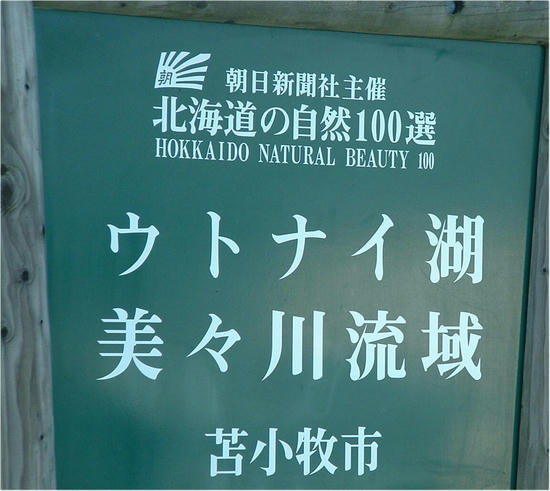 朝
朝日新聞社主催
北海道の自然100選
HOKKAIDO NATURAL BEAUTY 100
ウトナイ湖
美々川流域
苫小牧市